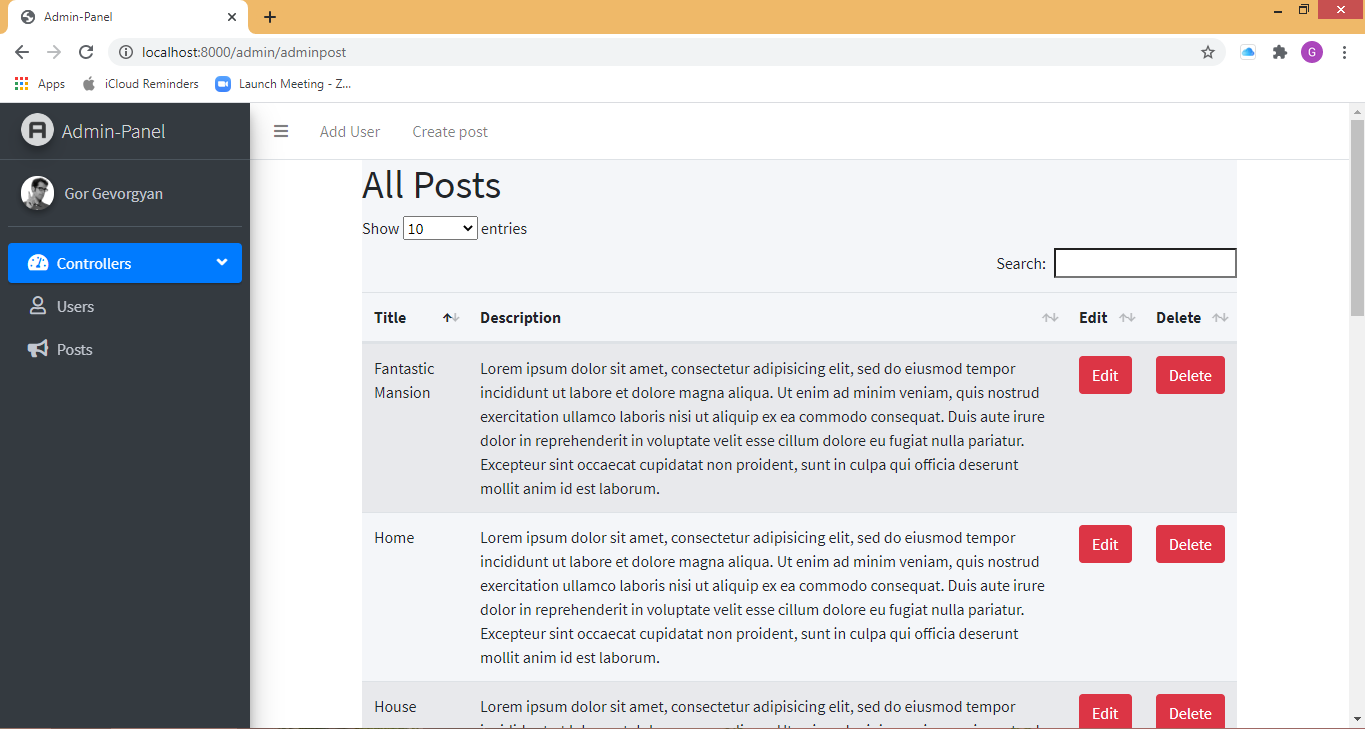 Admin-Panel
localhost:8000/admin/adminpost
G
Apps iCloud Reminders Launch Meeting - Z...
Admin-Panel
Add User Create post
Gor Gevorgyan
Controllers
Users
Posts
All Posts
Show 10 entries
Search:
Title Description Edit Delete
Fantastic
Mansion
Lorem ipsum dolor sit amet, consectetur adipisicing elit, sed do eiusmod tempor
incididunt ut labore et dolore magna aliqua. Ut enim ad minim veniam, quis nostrud
exercitation ullamco laboris nisi ut aliquip ex ea commodo consequat. Duis aute irure
dolor in reprehenderit in voluptate velit esse cillum dolore eu fugiat nulla pariatur.
Excepteur sint occaecat cupidatat non proident, sunt in culpa qui officia deserunt
mollit anim id est laborum.
Edit Delete
Home
Lorem ipsum dolor sit amet, consectetur adipisicing elit, sed do eiusmod tempor
incididunt ut labore et dolore magna aliqua. Ut enim ad minim veniam, quis nostrud
exercitation ullamco laboris nisi ut aliquip ex ea commodo consequat. Duis aute irure
dolor in reprehenderit in voluptate velit esse cillum dolore eu fugiat nulla pariatur.
Excepteur sint occaecat cupidatat non proident, sunt in culpa qui officia deserunt
mollit anim id est laborum.
Edit Delete
House
Lorem ipsum dolor sit amet, consectetur adipisicing elit, sed do eiusmod tempor
Edit Delete